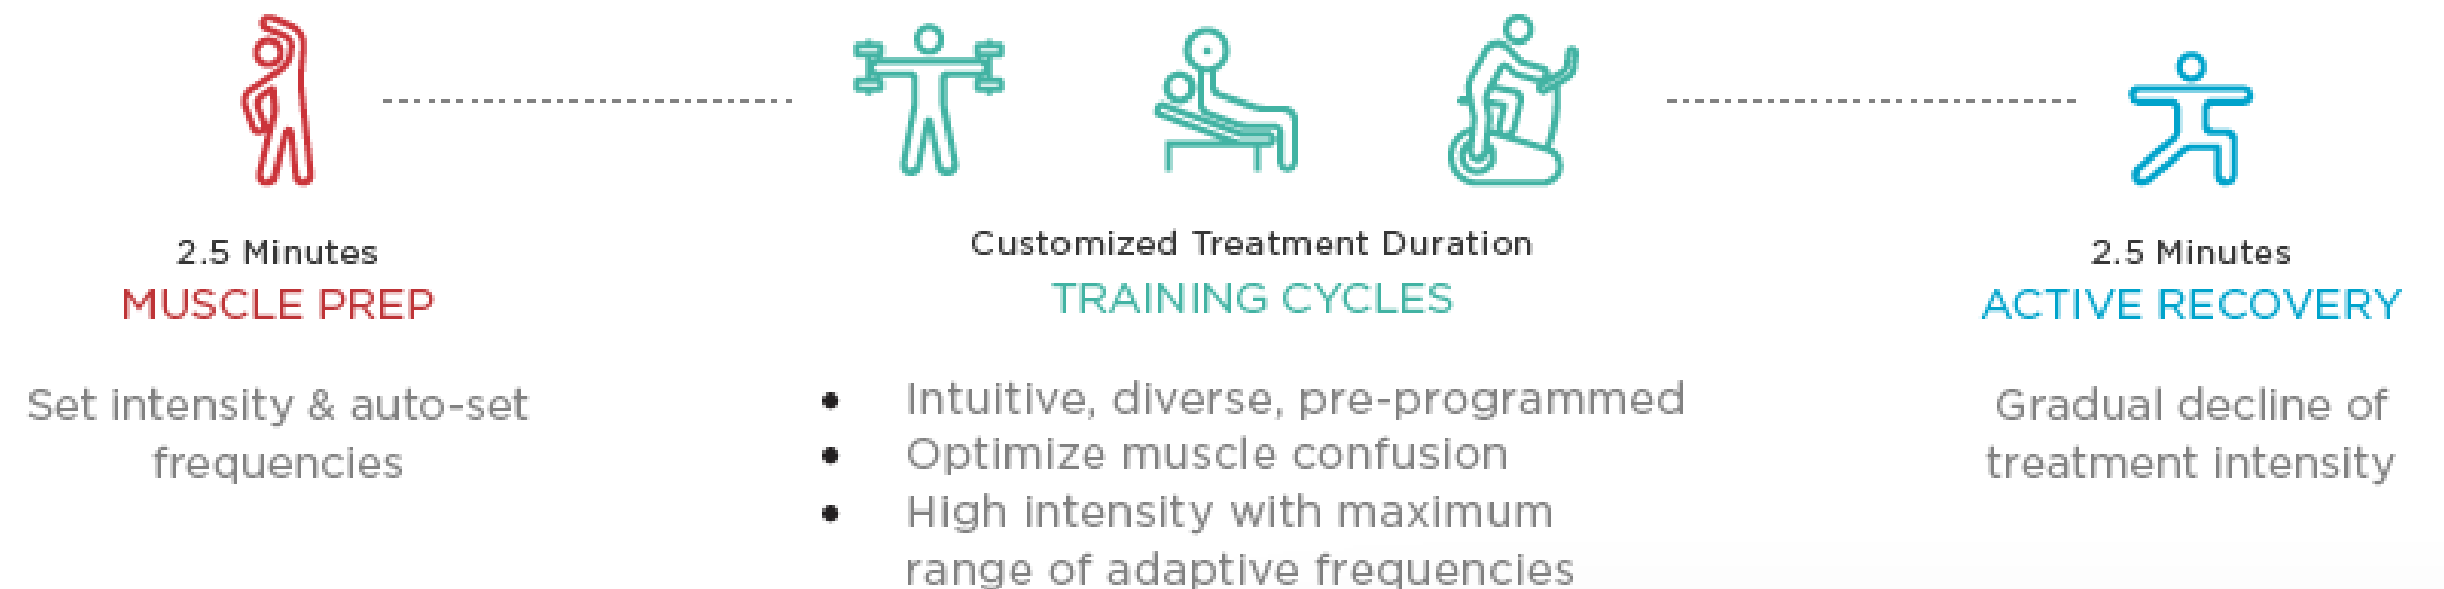 2.5 Minutes
MUSCLE PREP
Set intensity & auto-set
frequencies
Customized Treatment Duration
TRAINING CYCLES
• Intuitive, diverse, pre-programmed
• Optimize muscle confusion
• High intensity with maximum
range of adaptive frequencies
2.5 Minutes
ACTIVE RECOVERY
Gradual decline of
treatment intensity